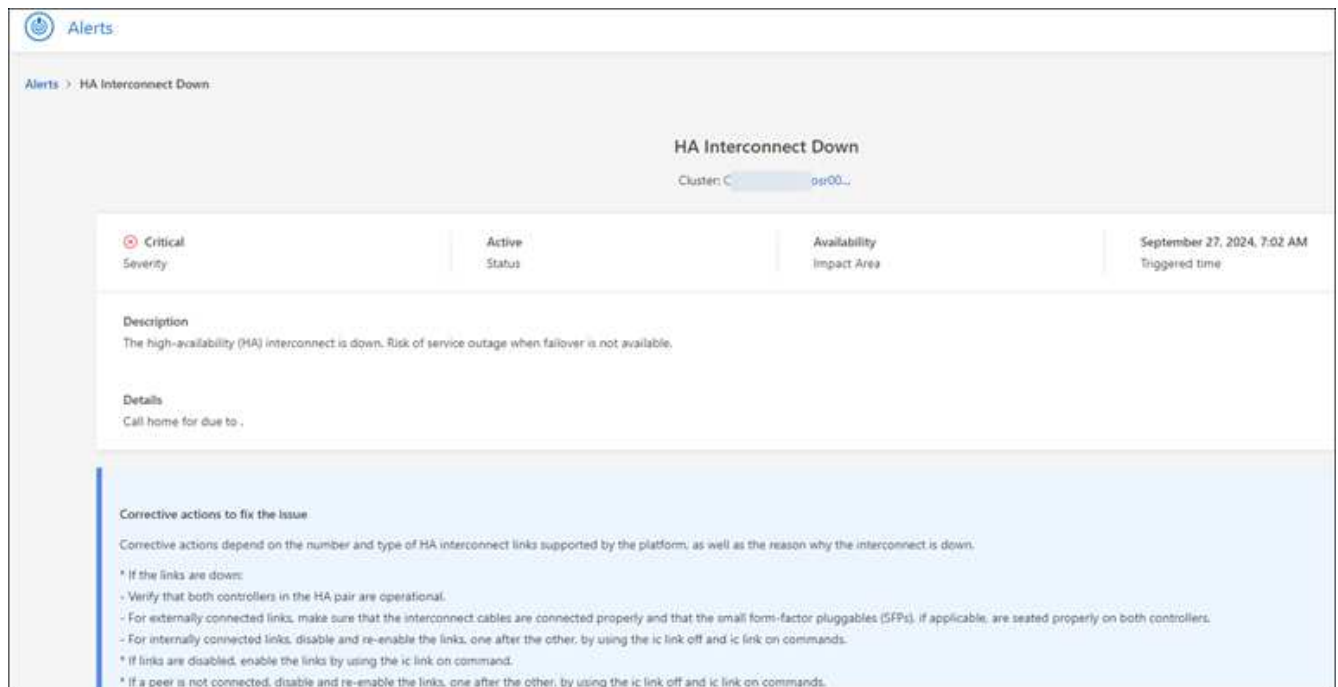 Alerts
Alerts > HA Interconnect Down
HA Interconnect Down
Cluster: C osr00...
Critical
Severity
Active
Status
Availability
Impact Area
September 27, 2024, 7:02 AM
Triggered time
Description
The high-availability (HA) interconnect is down. Risk of service outage when failover is not available.
Details
Call home for due to .
Corrective actions to fix the issue
Corrective actions depend on the number and type of HA interconnect links supported by the platform, as well as the reason why the interconnect is down.
* If the links are down:
- Verify that both controllers in the HA pair are operational.
- For externally connected links, make sure that the interconnect cables are connected properly and that the small form-factor pluggables (SFPs), if applicable, are seated properly on both controllers.
- For internally connected links, disable and re-enable the links, one after the other, by using the ic link off and ic link on commands.
* If links are disabled, enable the links by using the ic link on command.
* If a peer is not connected, disable and re-enable the links, one after the other, by using the ic link off and ic link on commands.